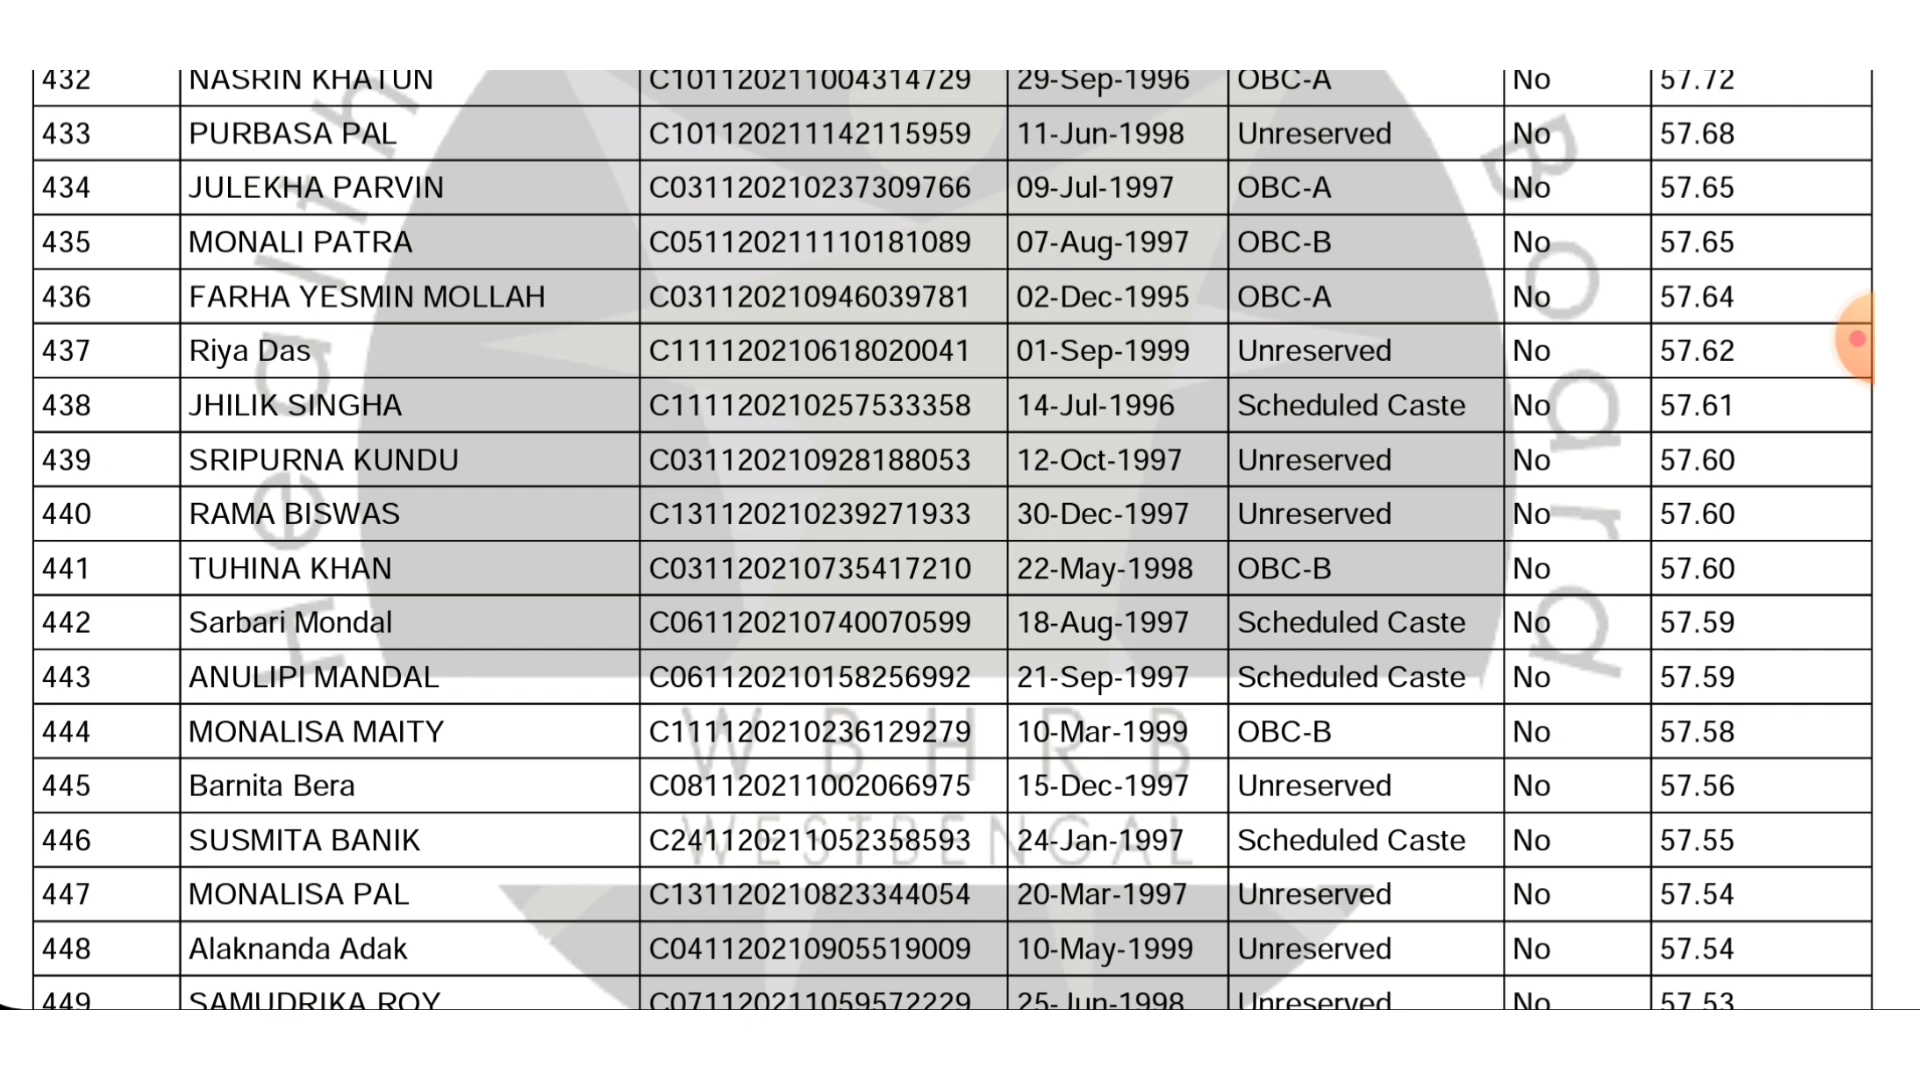 432 NASRIN KHATUN C101120211004314729 29-Sep-1996 OBC-A No 57.72
433 PURBASA PAL C101120211142115959 11-Jun-1998 Unreserved No 57.68
434 JULEKHA PARVIN C031120210237309766 09-Jul-1997 OBC-A No 57.65
435 MONALI PATRA C051120211110181089 07-Aug-1997 OBC-B No 57.65
436 FARHA YESMIN MOLLAH C031120210946039781 02-Dec-1995 OBC-A No 57.64
437 Riya Das C111120210618020041 01-Sep-1999 Unreserved No 57.62
438 JHILIK SINGHA C111120210257533358 14-Jul-1996 Scheduled Caste No 57.61
439 SRIPURNA KUNDU C031120210928188053 12-Oct-1997 Unreserved No 57.60
440 RAMA BISWAS C131120210239271933 30-Dec-1997 Unreserved No 57.60
441 TUHINA KHAN C031120210735417210 22-May-1998 OBC-B No 57.60
442 Sarbari Mondal C061120210740070599 18-Aug-1997 Scheduled Caste No 57.59
443 ANULIPI MANDAL C061120210158256992 21-Sep-1997 Scheduled Caste No 57.59
444 MONALISA MAITY C111120210236129279 10-Mar-1999 OBC-B No 57.58
445 Barnita Bera C081120211002066975 15-Dec-1997 Unreserved No 57.56
446 SUSMITA BANIK C241120211052358593 24-Jan-1997 Scheduled Caste No 57.55
447 MONALISA PAL C131120210823344054 20-Mar-1997 Unreserved No 57.54
448 Alaknanda Adak C041120210905519009 10-May-1999 Unreserved No 57.54
449 SAMUDRIKA ROY C071120211059572229 25-Jun-1998 Unreserved No 57.53
Health Board
W B H R B
WESTBENGAL